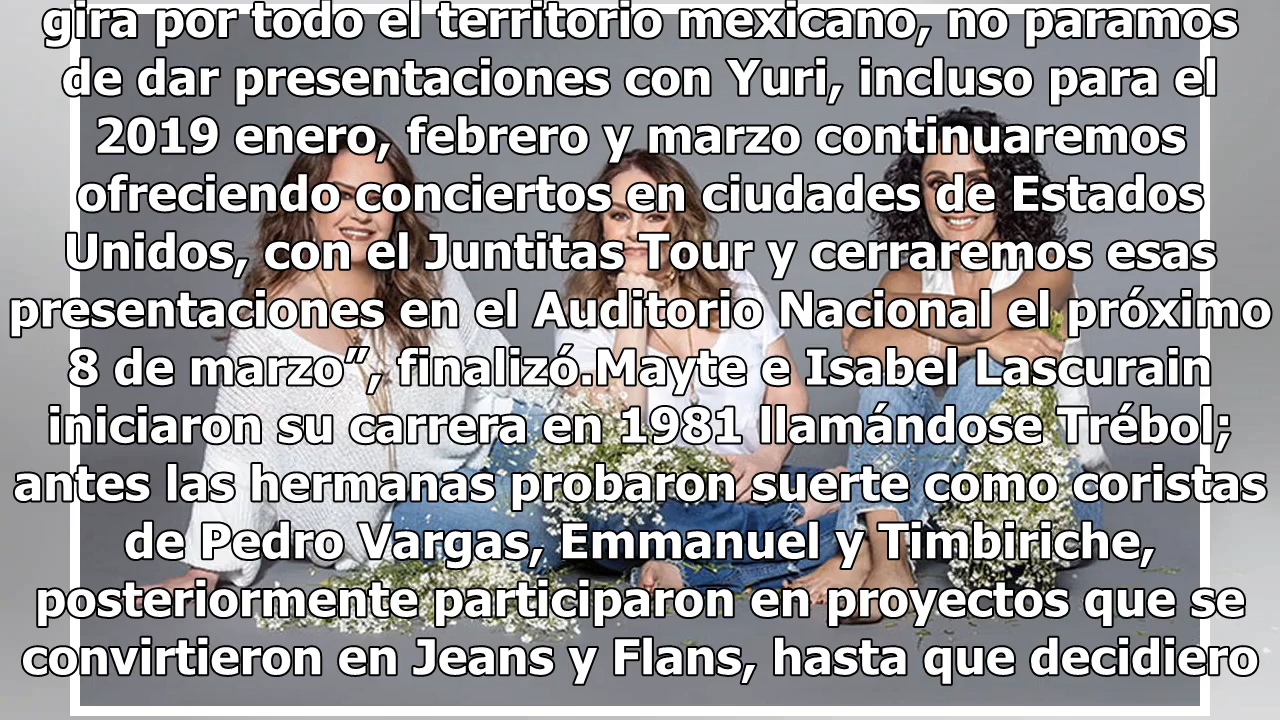 gira por todo el territorio mexicano, no paramos
de dar presentaciones con Yuri, incluso para el
2019 enero, febrero y marzo continuaremos
ofreciendo conciertos en ciudades de Estados
Unidos, con el Juntitas Tour y cerraremos esas
presentaciones en el Auditorio Nacional el próximo
8 de marzo”, finalizó.Mayte e Isabel Lascurain
iniciaron su carrera en 1981 llamándose Trébol;
antes las hermanas probaron suerte como coristas
de Pedro Vargas, Emmanuel y Timbiriche,
posteriormente participaron en proyectos que se
convirtieron en Jeans y Flans, hasta que decidiero